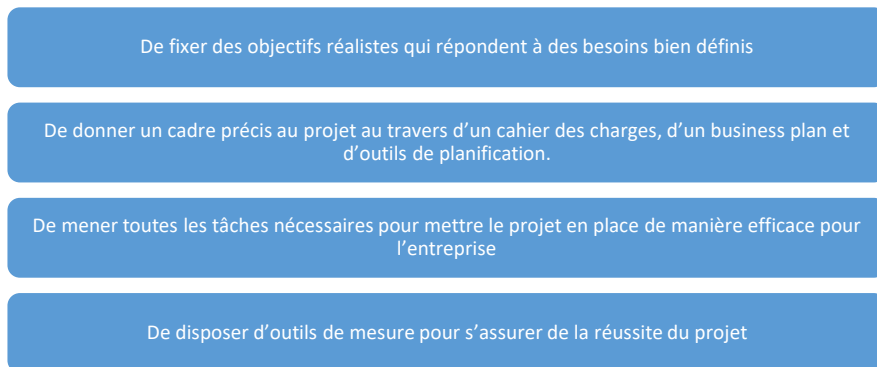 De fixer des objectifs réalistes qui répondent à des besoins bien définis
De donner un cadre précis au projet au travers d’un cahier des charges, d’un business plan et
d’outils de planification.
De mener toutes les tâches nécessaires pour mettre le projet en place de manière efficace pour
l’entreprise
De disposer d’outils de mesure pour s’assurer de la réussite du projet